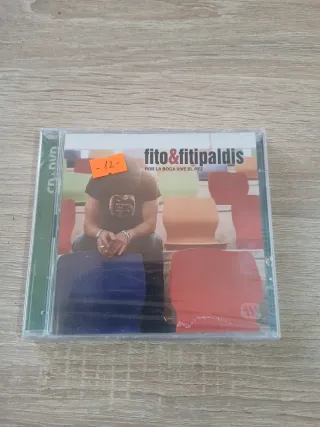 -12-
fito&fitipaldis
POR LA BOCA VIVE EL PEZ
CD+DVD